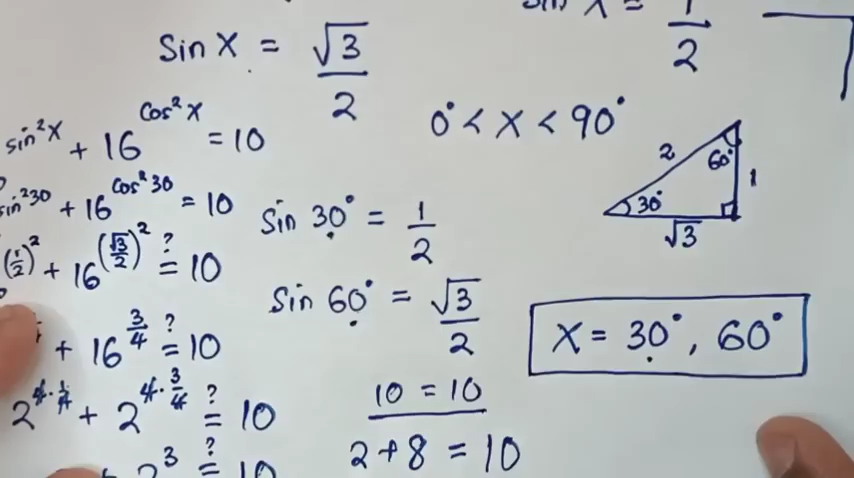 sin X = √3/2
sin X = 1/2
sin²x + 16^cos²x = 10
0° < x < 90°
sin²30 + 16^cos²30 = 10
sin 30° = 1/2
(1/2)² + 16^(√3/2)² ?= 10
sin 60° = √3/2
+ 16^3/4 ?= 10
2^4·1/4 + 2^4·3/4 ?= 10
2³ ?= 10
10 = 10
2 + 8 = 10
2
60°
1
30°
√3
x = 30°, 60°